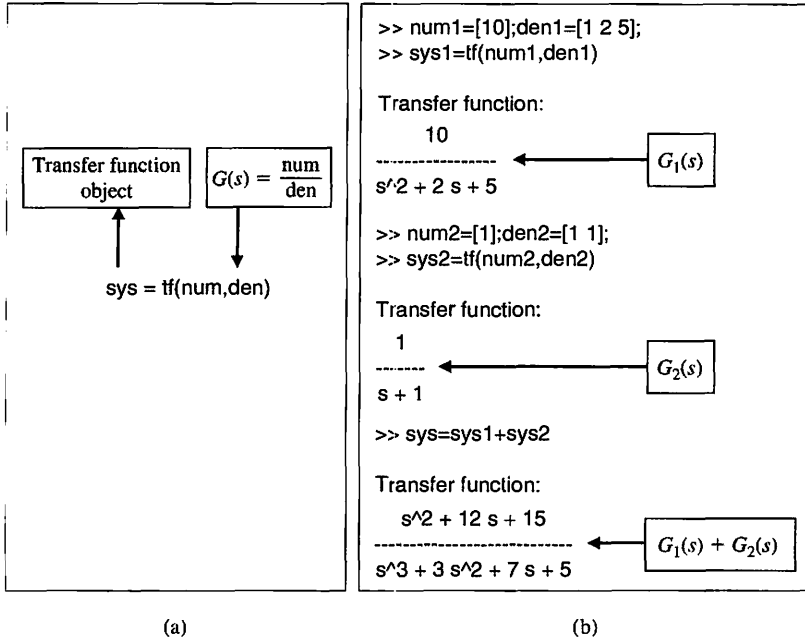 Transfer function
object
G(s) = num
den
sys = tf(num,den)
(a)
>> num1=[10];den1=[1 2 5];
>> sys1=tf(num1,den1)
Transfer function:
10
---------------
s^2 + 2 s + 5
G₁(s)
>> num2=[1];den2=[1 1];
>> sys2=tf(num2,den2)
Transfer function:
1
------
s + 1
G₂(s)
>> sys=sys1+sys2
Transfer function:
s^2 + 12 s + 15
-------------------------
s^3 + 3 s^2 + 7 s + 5
G₁(s) + G₂(s)
(b)